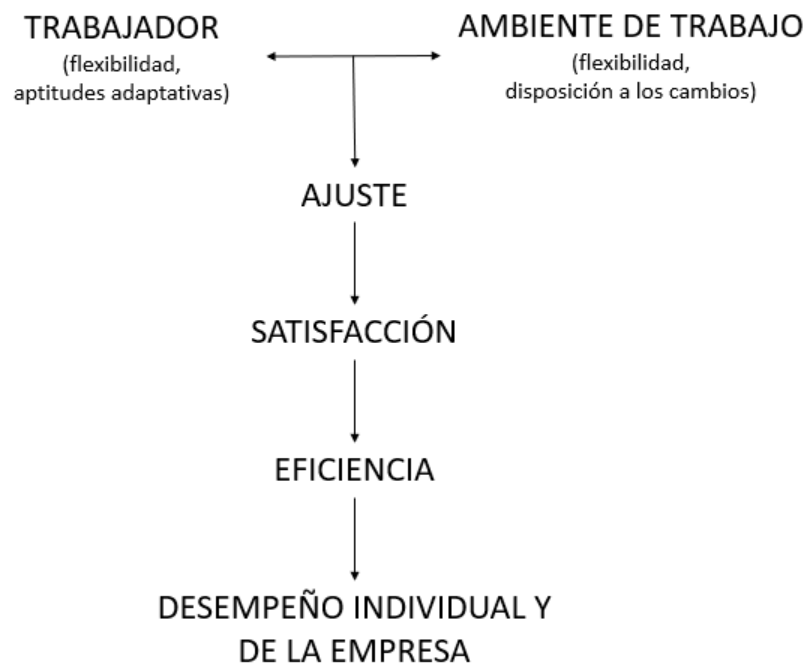 TRABAJADOR
(flexibilidad,
aptitudes adaptativas)
AMBIENTE DE TRABAJO
(flexibilidad,
disposición a los cambios)
AJUSTE
SATISFACCIÓN
EFICIENCIA
DESEMPEÑO INDIVIDUAL Y
DE LA EMPRESA